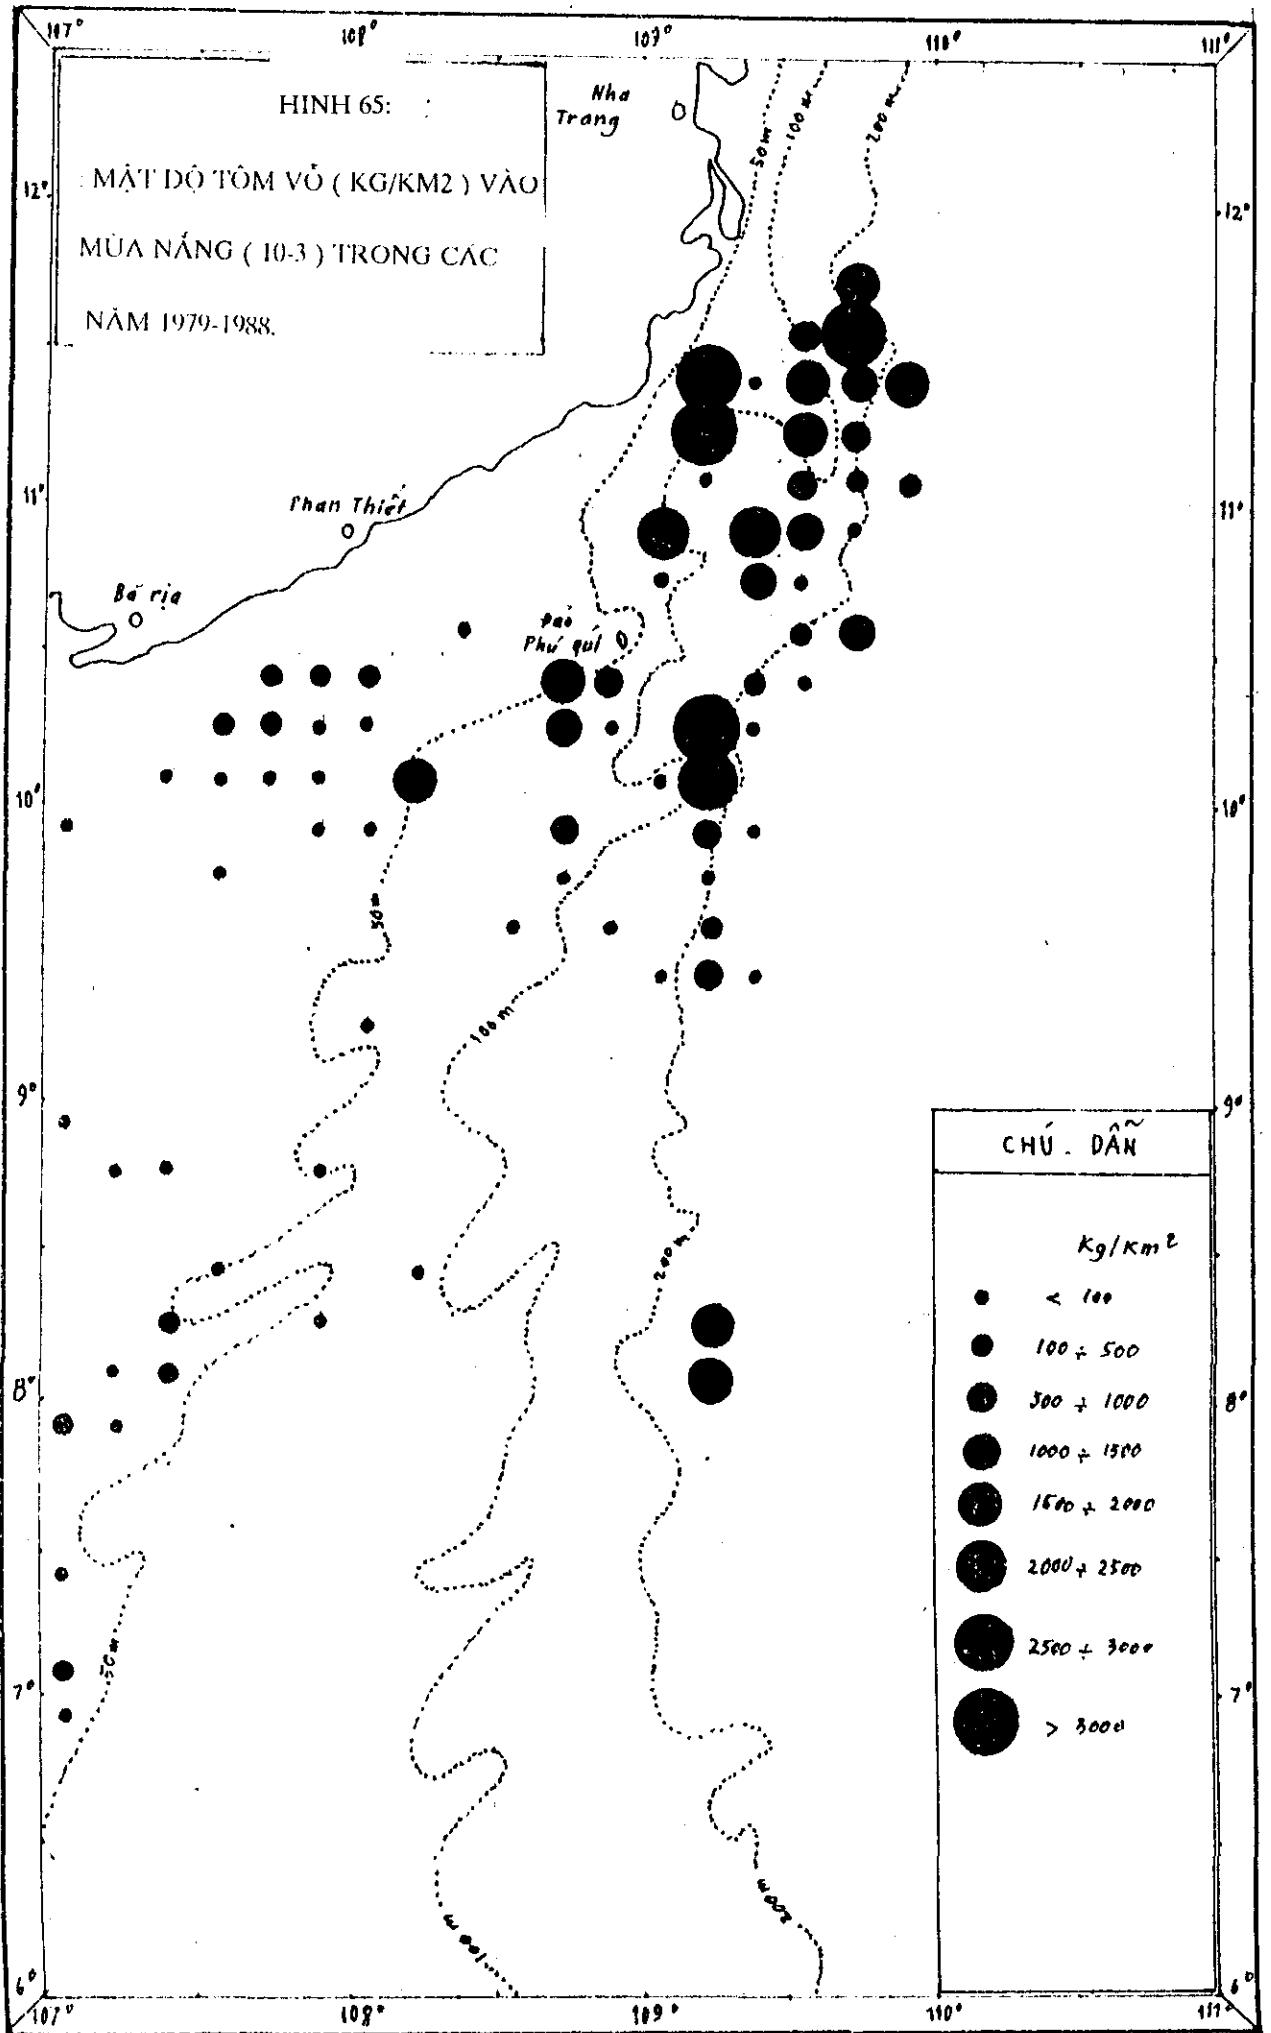 107° 108° 109° 110° 111°
HINH 65:
MẬT DỘ TÔM VỖ ( KG/KM2 ) VÀO
MÙA NẮNG ( 10-3 ) TRONG CÁC
NĂM 1979-1988.
Nha
Trang
50m
100m
200m
12° 12°
11° 11°
Phan Thiết
Bá rịa
Đảo
Phú quí
10° 10°
50m
100m
9° 9°
CHÚ. DẪN
Kg/Km²
200m
< 100
100 ÷ 500
500 ÷ 1000
1000 ÷ 1500
1500 ÷ 2000
2000 ÷ 2500
2500 ÷ 3000
> 3000
8° 8°
50m
7° 7°
200m
100m
6° 6°
107° 108° 109° 110° 111°